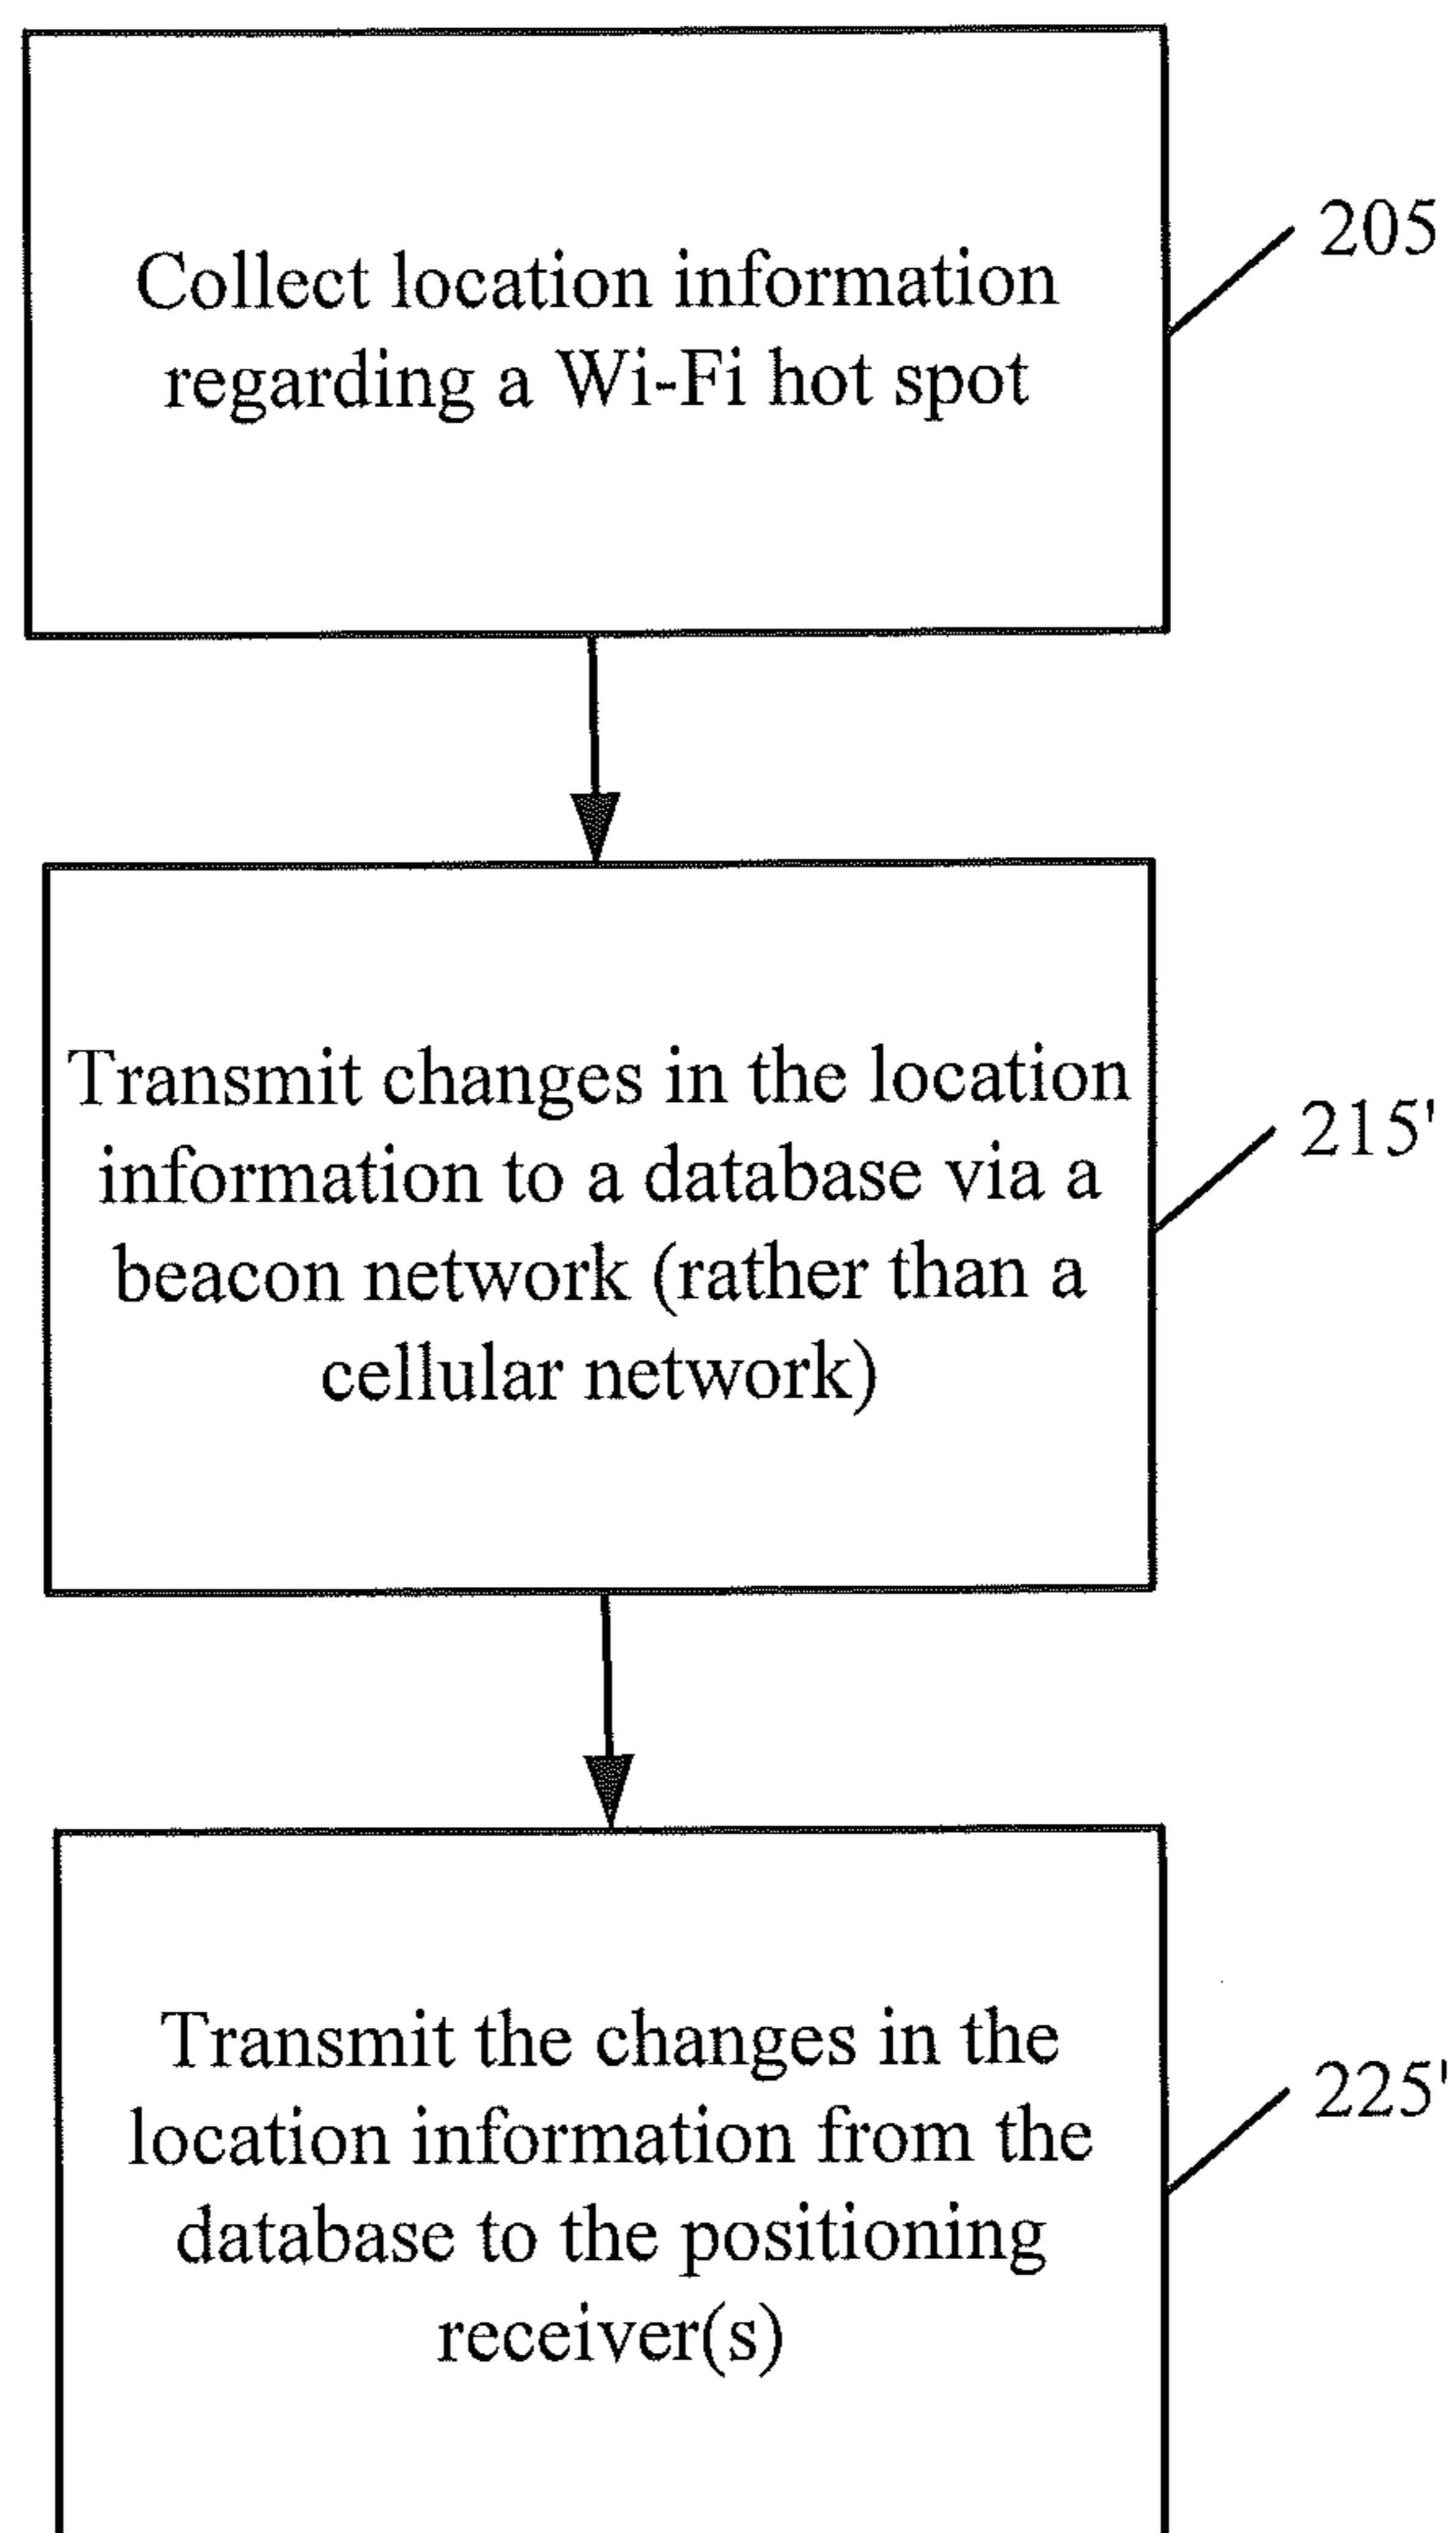 Collect location information
regarding a Wi-Fi hot spot
205
Transmit changes in the location
information to a database via a
beacon network (rather than a
cellular network)
215'
Transmit the changes in the
location information from the
database to the positioning
receiver(s)
225'